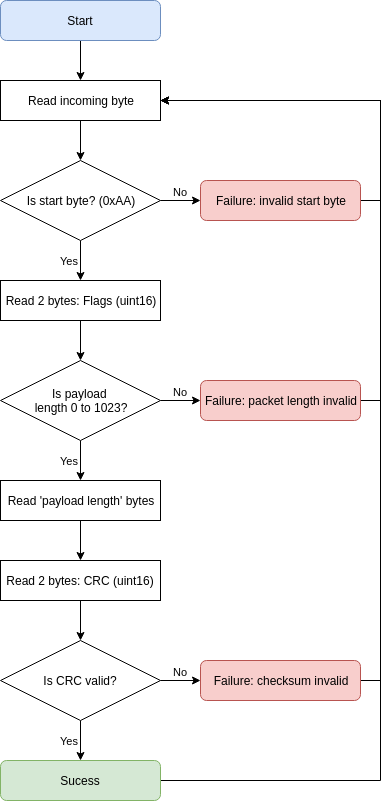 Start
Read incoming byte
Is start byte? (0xAA)
No
Failure: invalid start byte
Yes
Read 2 bytes: Flags (uint16)
Is payload
length 0 to 1023?
No
Failure: packet length invalid
Yes
Read 'payload length' bytes
Read 2 bytes: CRC (uint16)
Is CRC valid?
No
Failure: checksum invalid
Yes
Sucess